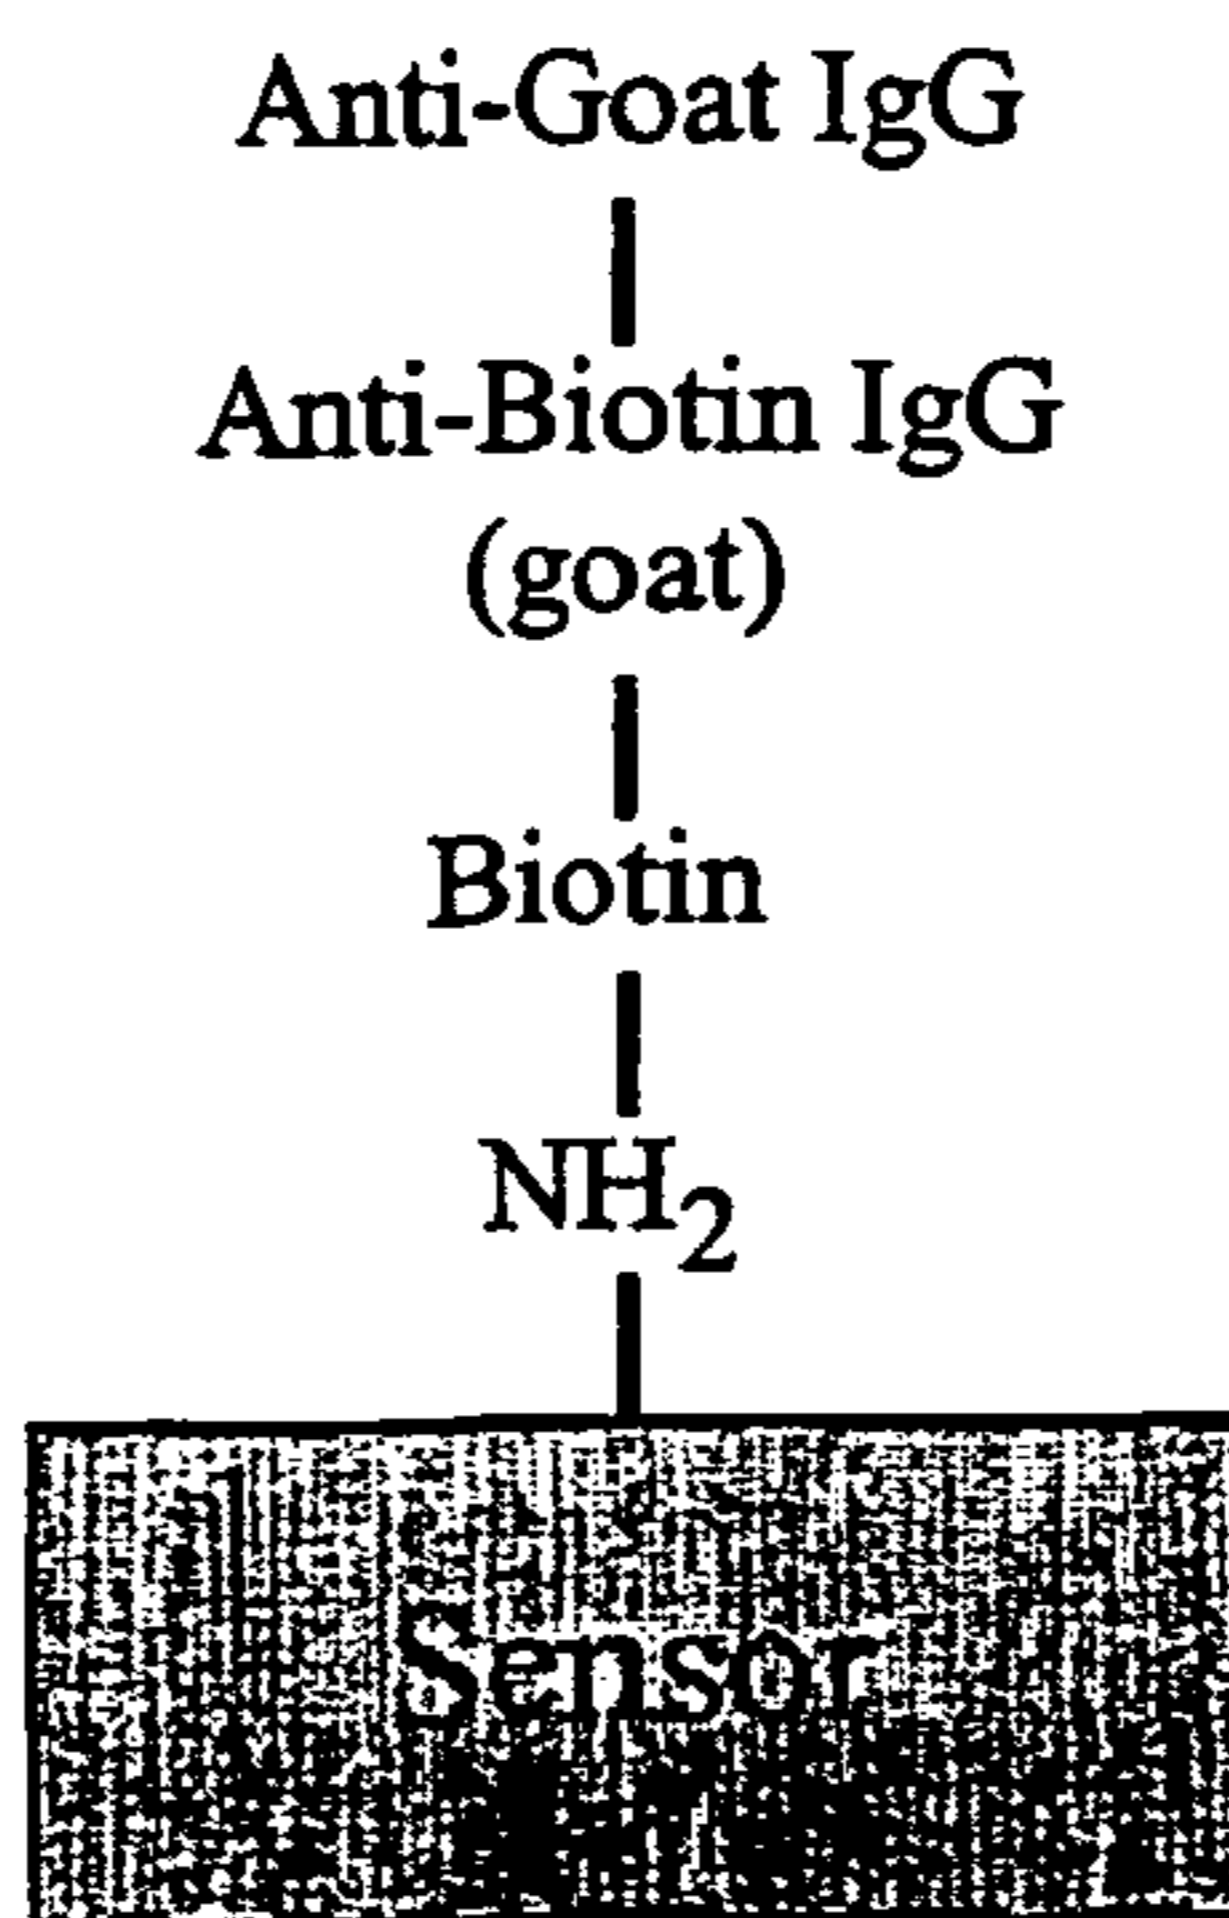 Anti-Goat IgG
Anti-Biotin IgG
(goat)
Biotin
NH₂
Sensor